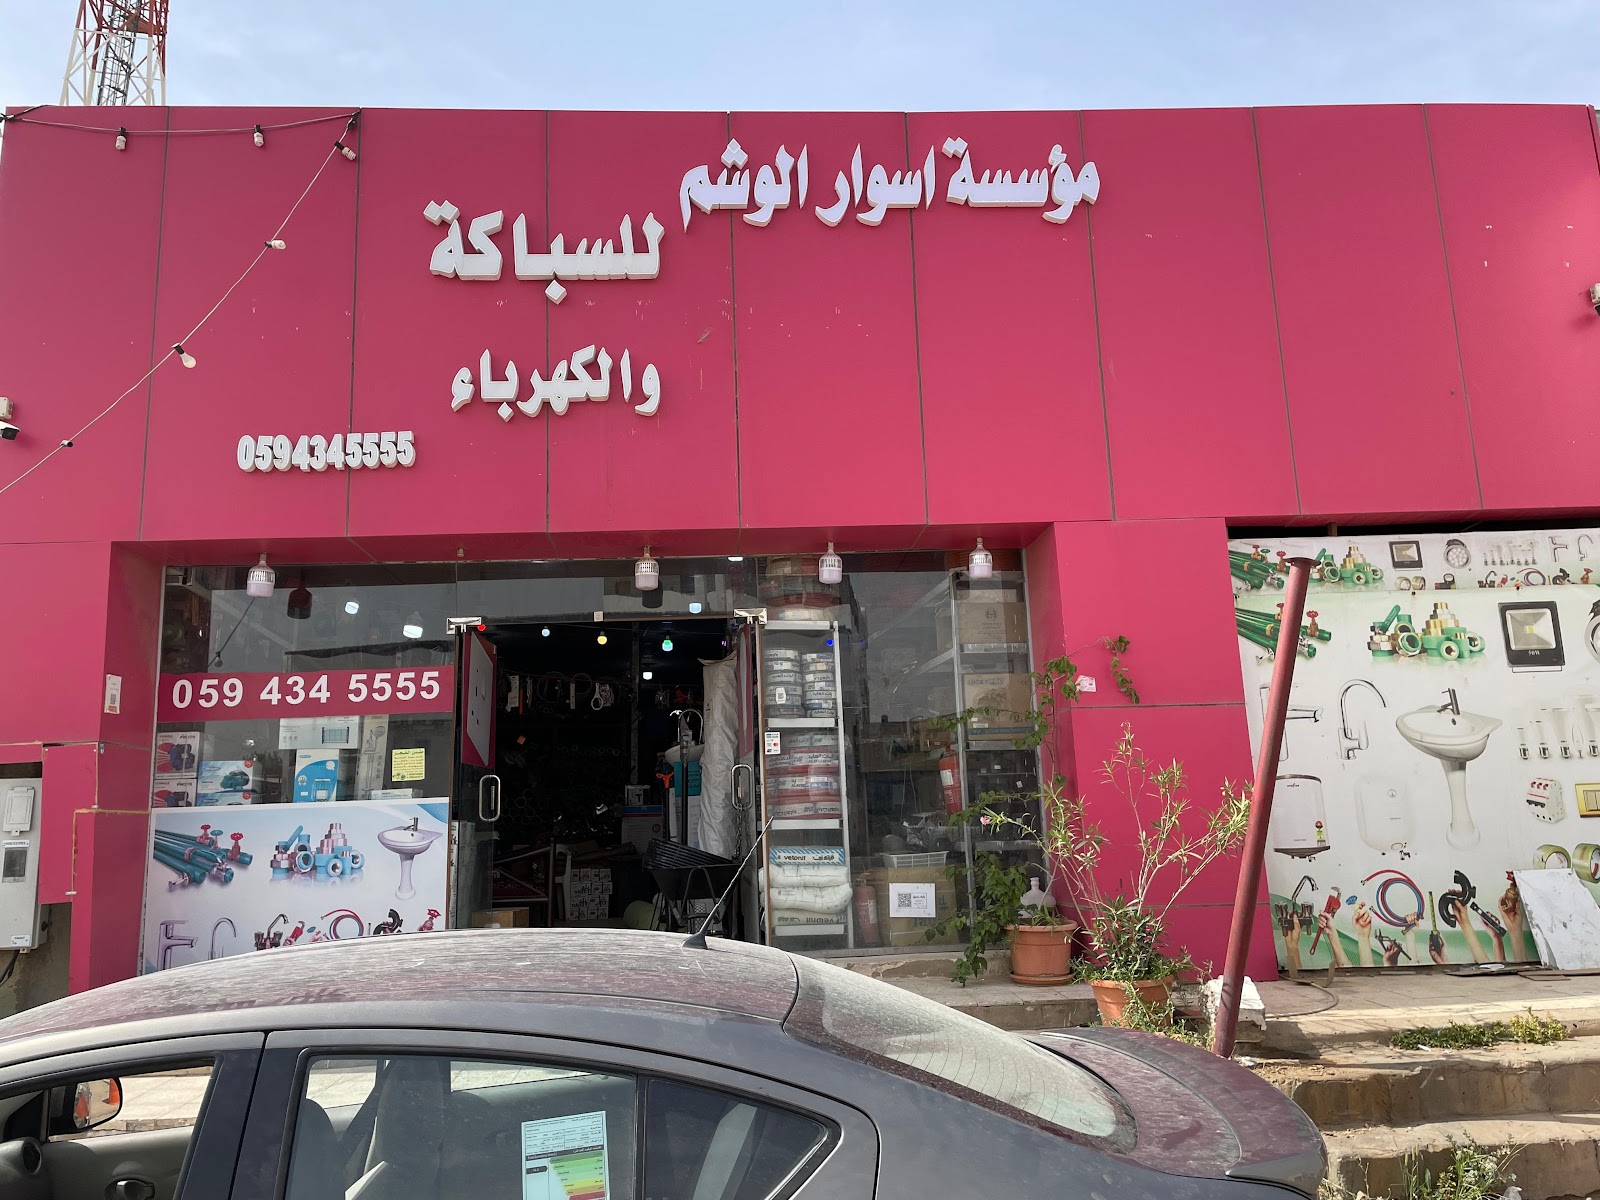 مؤسسة اسوار الوشم
للسباكة
والكهرباء
0594345555
059 434 5555